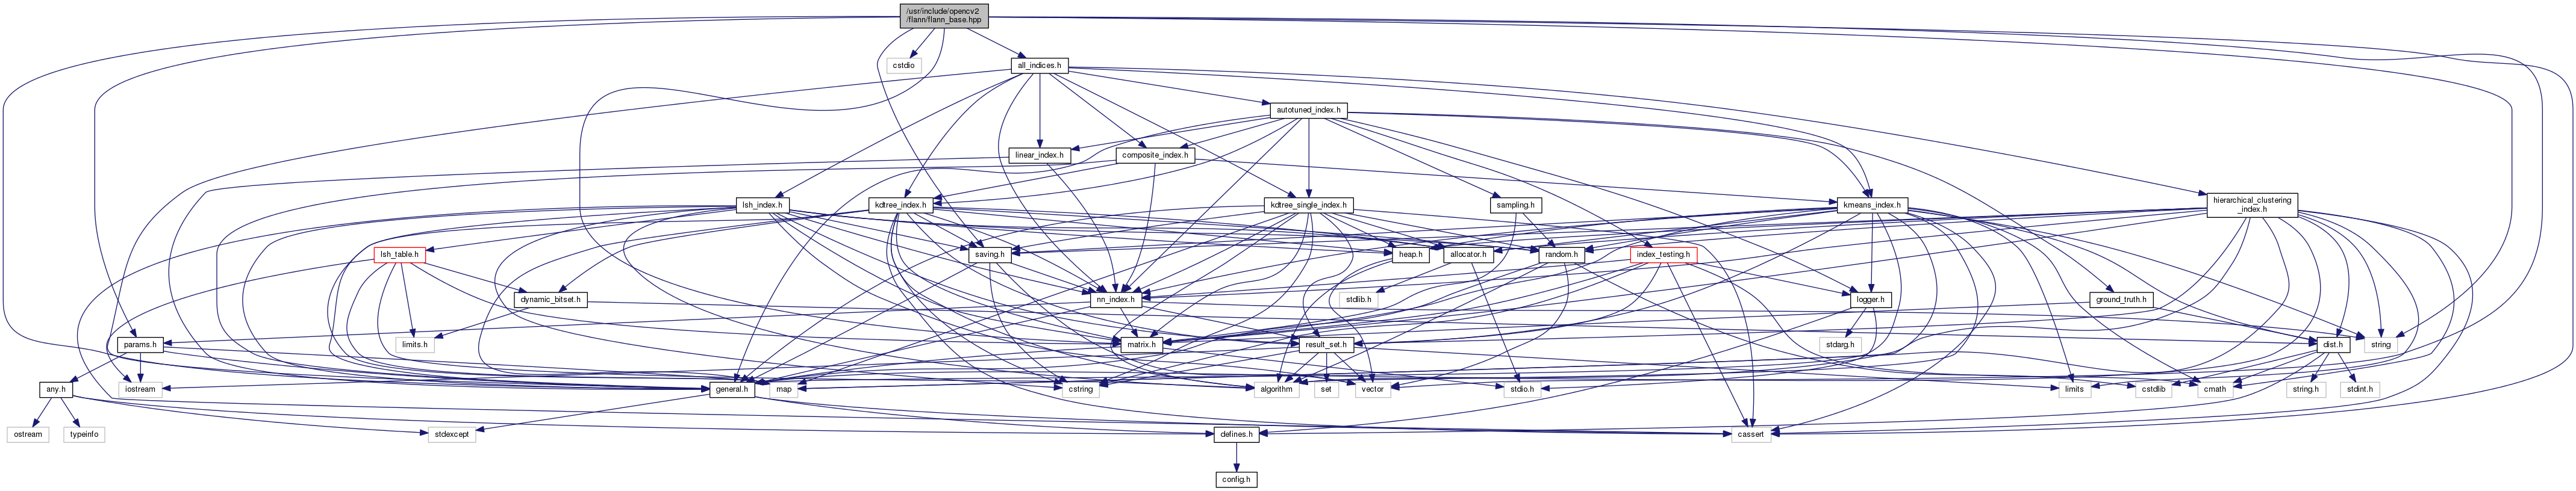 /usr/include/opencv2
/flann/flann_base.hpp
cstdio
all_indices.h
autotuned_index.h
linear_index.h
composite_index.h
lsh_index.h
kdtree_index.h
kdtree_single_index.h
sampling.h
kmeans_index.h
hierarchical_clustering
_index.h
lsh_table.h
saving.h
heap.h
allocator.h
random.h
index_testing.h
dynamic_bitset.h
nn_index.h
stdlib.h
logger.h
ground_truth.h
params.h
limits.h
matrix.h
result_set.h
stdarg.h
dist.h
string
any.h
iostream
general.h
map
cstring
algorithm
set
vector
stdio.h
limits
cstdlib
cmath
string.h
stdint.h
ostream
typeinfo
stdexcept
defines.h
cassert
config.h